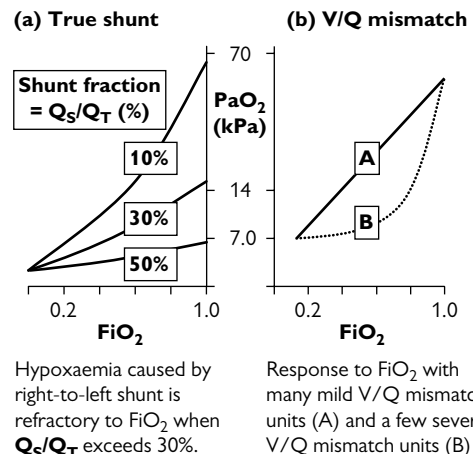 (a) True shunt
Shunt fraction
= QS/QT (%)
10%
30%
50%
0.2
1.0
FiO2
Hypoxaemia caused by
right-to-left shunt is
refractory to FiO2 when
QS/QT exceeds 30%.
70
PaO2
(kPa)
14
7.0
(b) V/Q mismatch
A
B
0.2
1.0
FiO2
Response to FiO2 with
many mild V/Q mismatc
units (A) and a few sever
V/Q mismatch units (B)